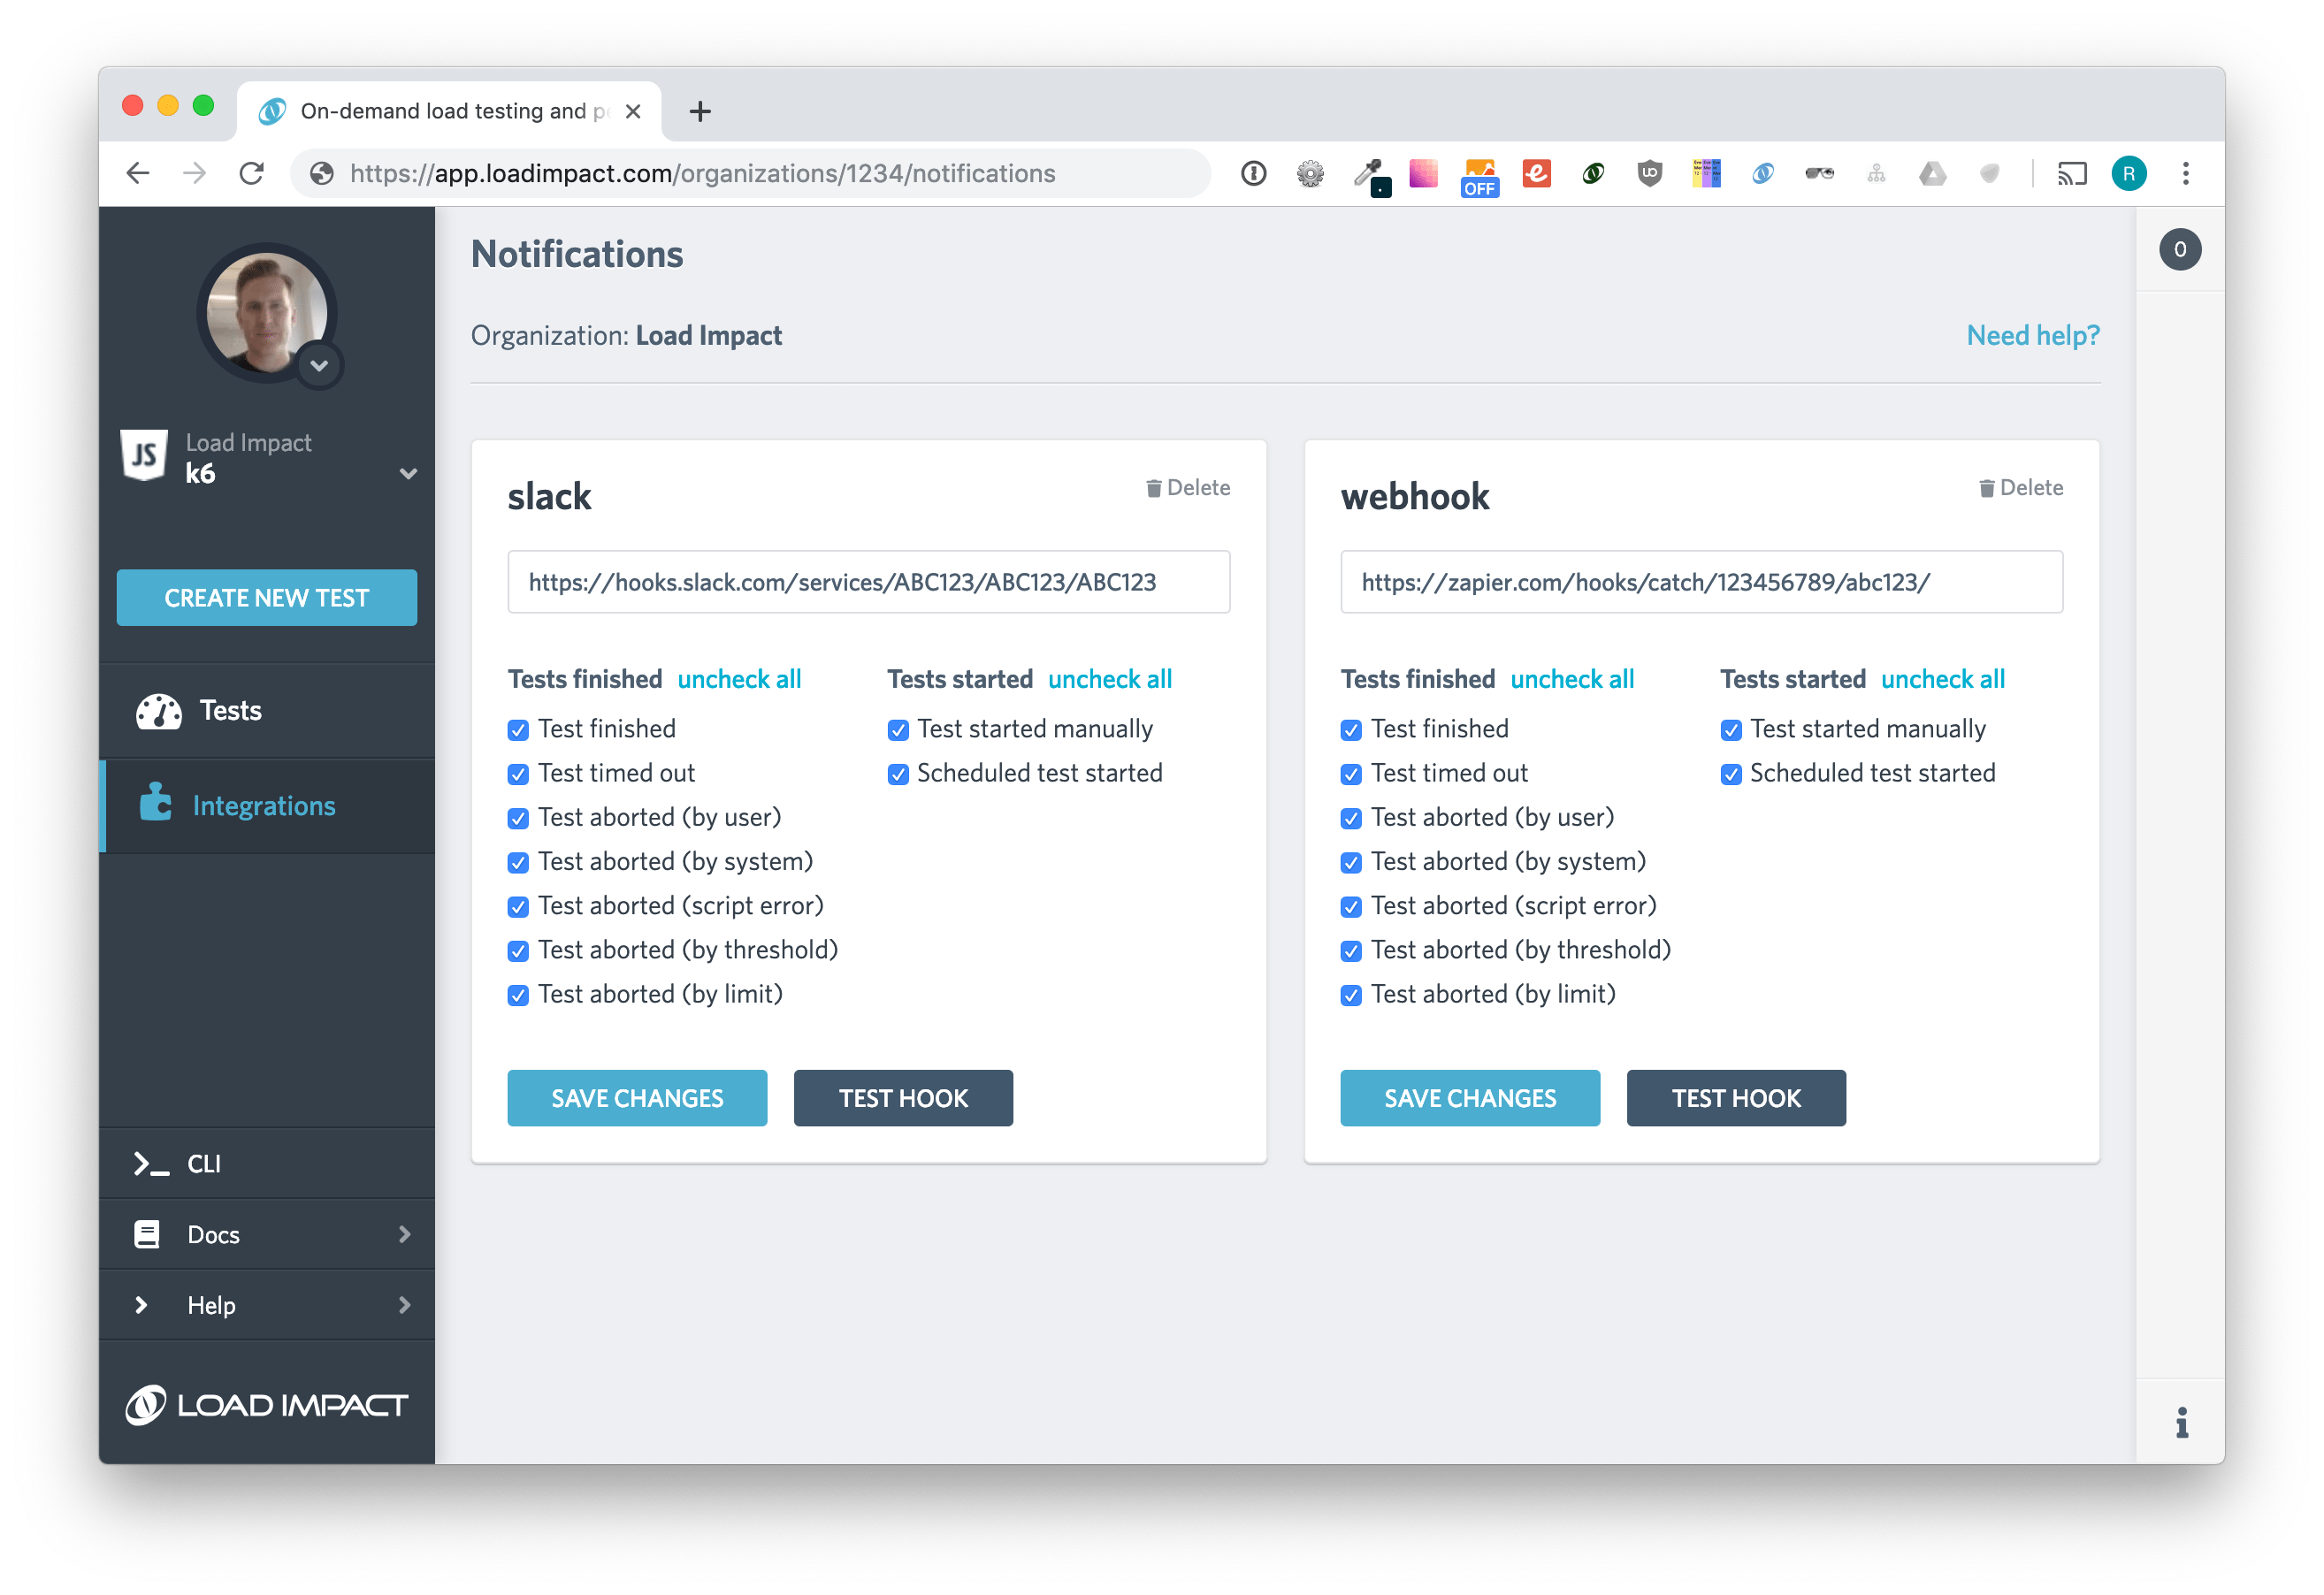 On-demand load testing and p
https://app.loadimpact.com/organizations/1234/notifications
OFF
R
Notifications
0
Organization: Load Impact
Need help?
JS
Load Impact
k6
CREATE NEW TEST
Tests
Integrations
CLI
Docs
Help
LOAD IMPACT
slack
Delete
https://hooks.slack.com/services/ABC123/ABC123/ABC123
Tests finished uncheck all
Test finished
Test timed out
Test aborted (by user)
Test aborted (by system)
Test aborted (script error)
Test aborted (by threshold)
Test aborted (by limit)
Tests started uncheck all
Test started manually
Scheduled test started
SAVE CHANGES
TEST HOOK
webhook
Delete
https://zapier.com/hooks/catch/123456789/abc123/
Tests finished uncheck all
Test finished
Test timed out
Test aborted (by user)
Test aborted (by system)
Test aborted (script error)
Test aborted (by threshold)
Test aborted (by limit)
Tests started uncheck all
Test started manually
Scheduled test started
SAVE CHANGES
TEST HOOK